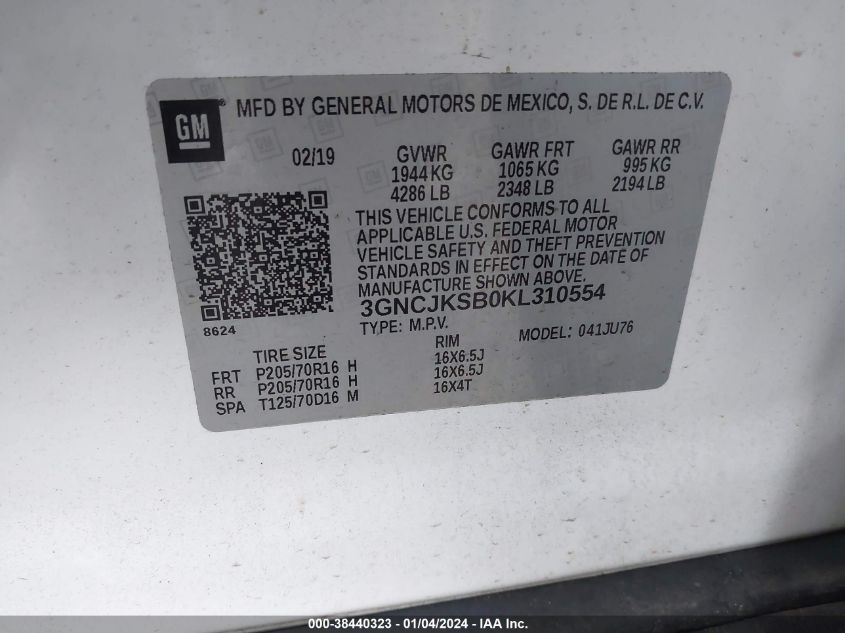 GM® MFD BY GENERAL MOTORS DE MEXICO, S. DE R.L. DE C.V.
02/19 GVWR GAWR FRT GAWR RR
1944 KG 1065 KG 995 KG
4286 LB 2348 LB 2194 LB
THIS VEHICLE CONFORMS TO ALL
APPLICABLE U.S. FEDERAL MOTOR
VEHICLE SAFETY AND THEFT PREVENTION
STANDARDS IN EFFECT ON THE DATE OF
MANUFACTURE SHOWN ABOVE.
3GNCJKSB0KL310554
8624
TYPE: M.P.V. MODEL: 041JU76
TIRE SIZE RIM
FRT P205/70R16 H 16X6.5J
RR P205/70R16 H 16X6.5J
SPA T125/70D16 M 16X4T
000-38440323 - 01/04/2024 - IAA Inc.